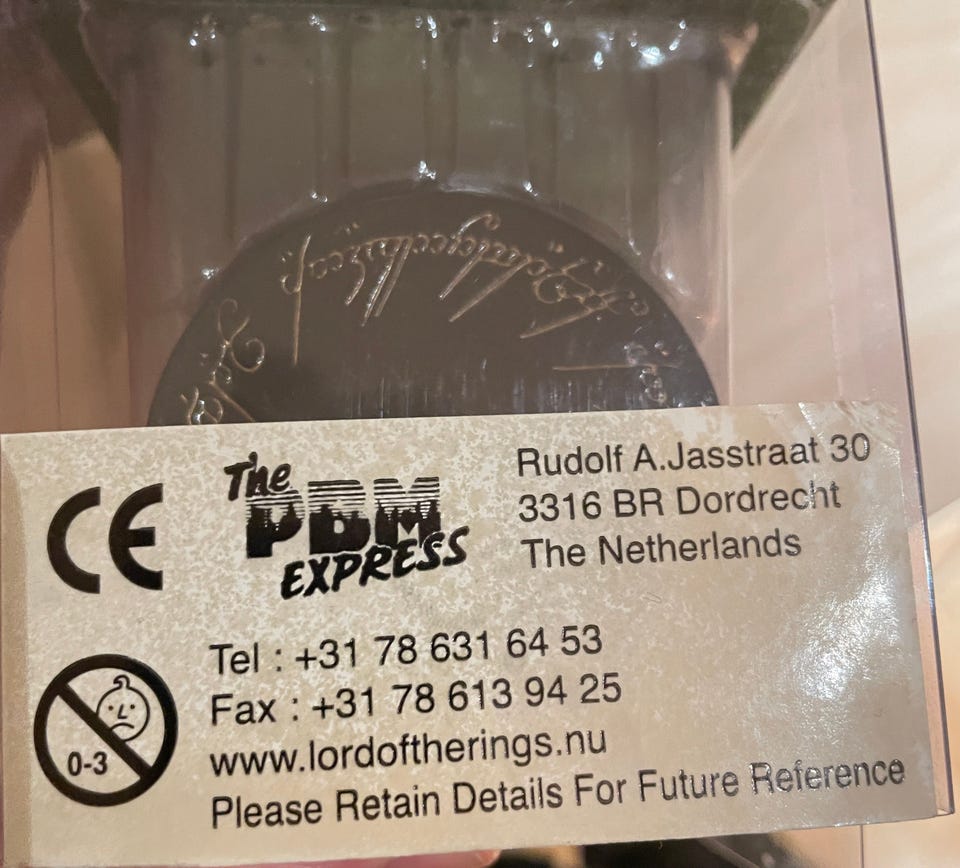 CE
The
PBM
EXPRESS
Rudolf A.Jasstraat 30
3316 BR Dordrecht
The Netherlands
0-3
Tel : +31 78 631 64 53
Fax : +31 78 613 94 25
www.lordoftherings.nu
Please Retain Details For Future Reference